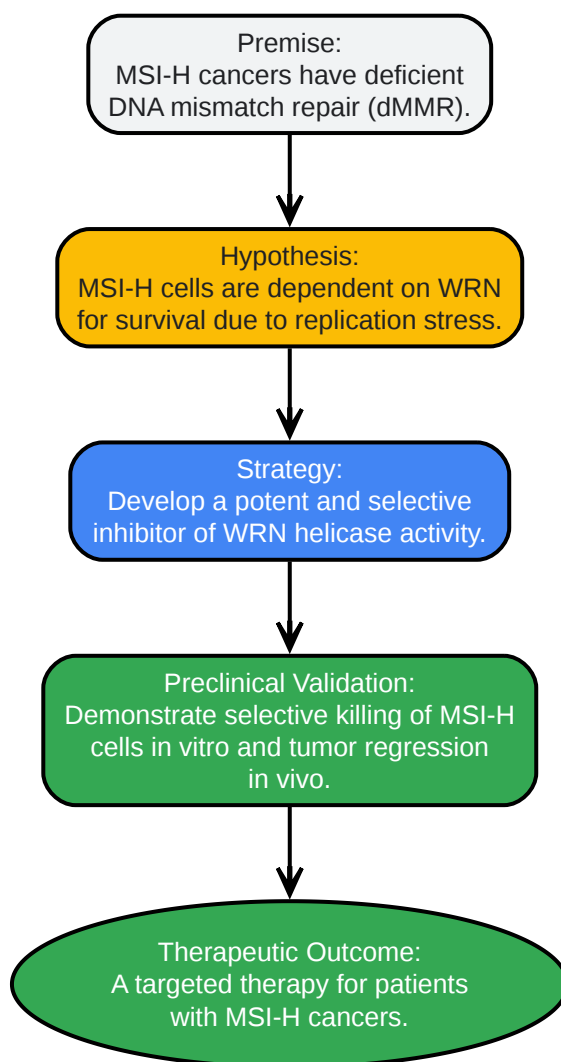 Premise:
MSI-H cancers have deficient
DNA mismatch repair (dMMR).
Hypothesis:
MSI-H cells are dependent on WRN
for survival due to replication stress.
Strategy:
Develop a potent and selective
inhibitor of WRN helicase activity.
Preclinical Validation:
Demonstrate selective killing of MSI-H
cells in vitro and tumor regression
in vivo.
Therapeutic Outcome:
A targeted therapy for patients
with MSI-H cancers.